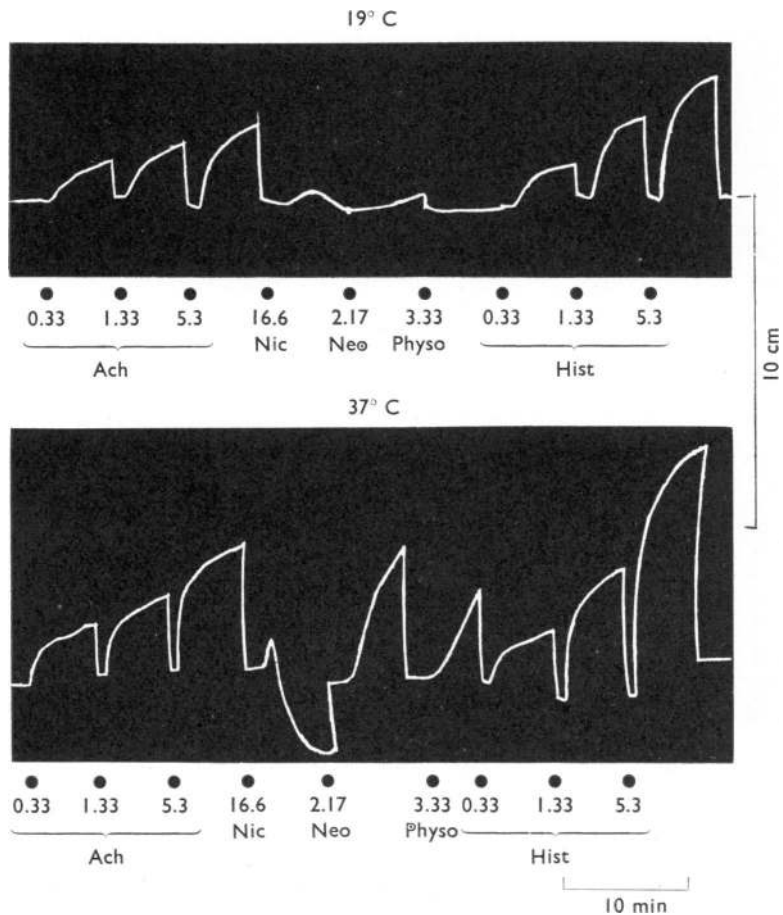 19° C
0.33 1.33 5.3 16.6 2.17 3.33 0.33 1.33 5.3
Nic Neo Physo
Ach Hist
10 cm
37° C
0.33 1.33 5.3 16.6 2.17 3.33 0.33 1.33 5.3
Nic Neo Physo
Ach Hist
10 min